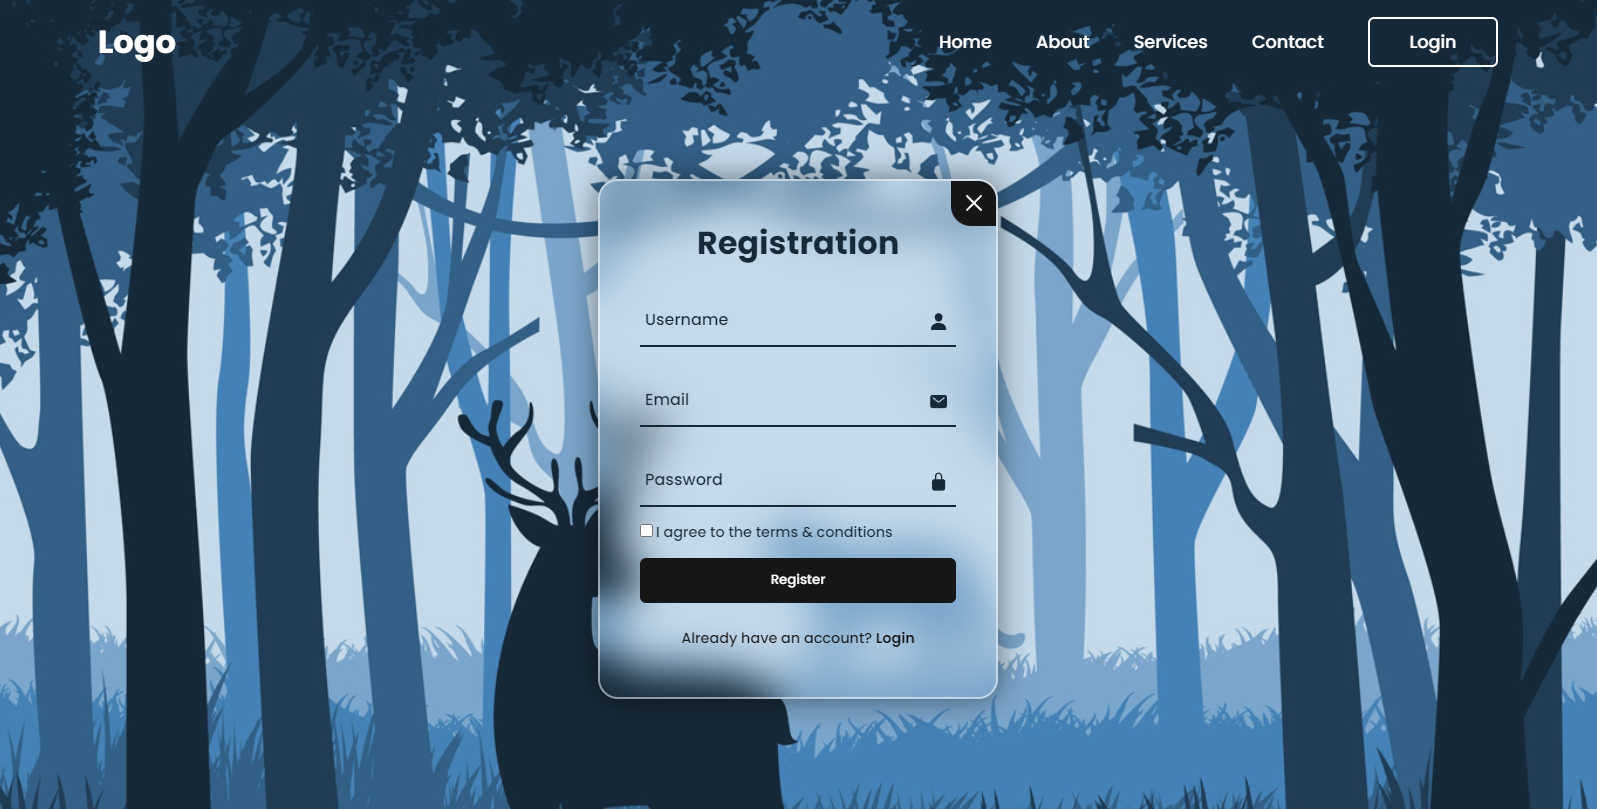 Logo
Home About Services Contact Login
Registration
Username
Email
Password
I agree to the terms & conditions
Register
Already have an account? Login